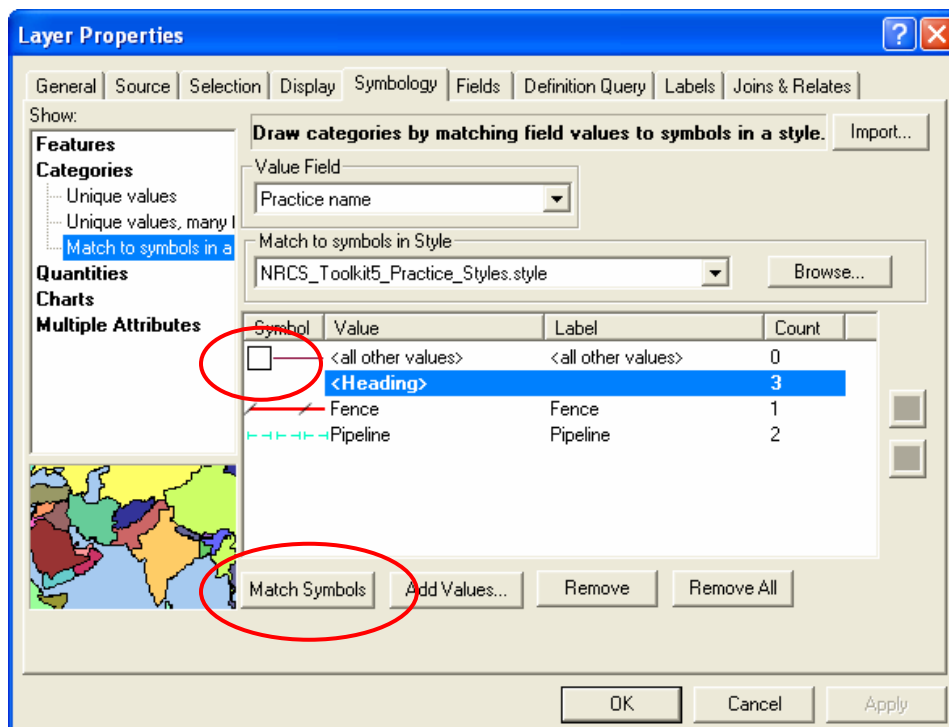 Layer Properties
General Source Selection Display Symbology Fields Definition Query Labels Joins & Relates
Show:
Features
Categories
Unique values
Unique values, many
Match to symbols in a
Quantities
Charts
Multiple Attributes
Draw categories by matching field values to symbols in a style.
Import...
Value Field
Practice name
Match to symbols in Style
NRCS_Toolkit5_Practice_Styles.style
Browse...
Symbol Value Label Count
<all other values> <all other values> 0
<Heading> 3
Fence Fence 1
Pipeline Pipeline 2
Match Symbols Add Values... Remove Remove All
OK Cancel Apply